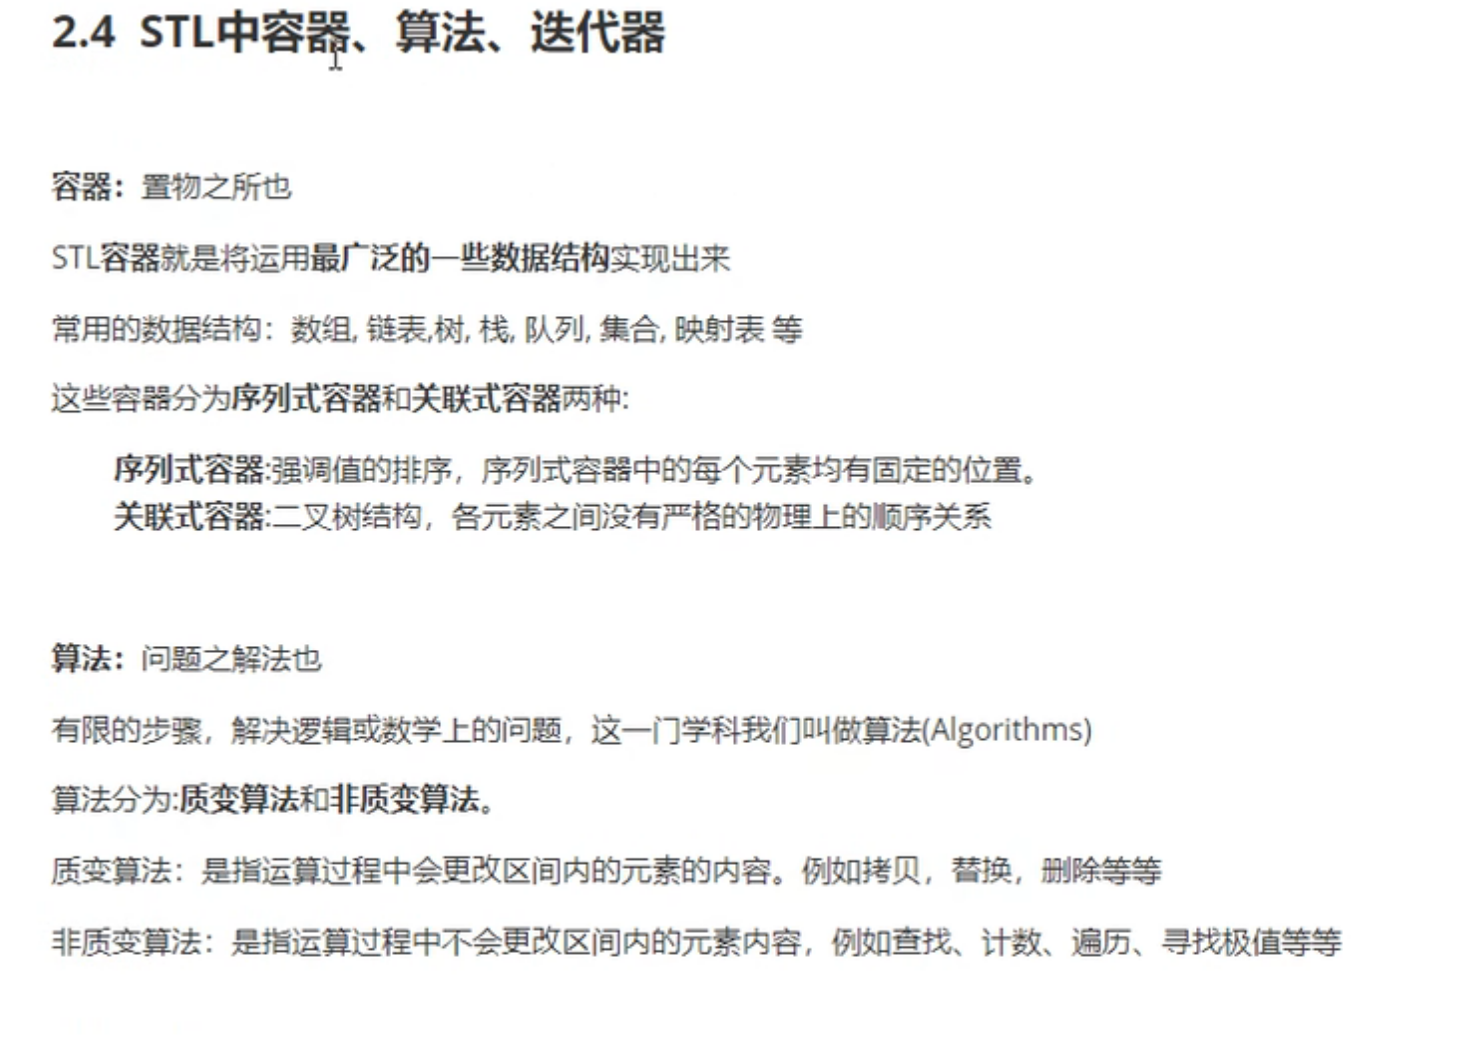 2.4 STL中容器、算法、迭代器
容器：置物之所也
STL容器就是将运用最广泛的一些数据结构实现出来
常用的数据结构：数组, 链表,树, 栈, 队列, 集合, 映射表 等
这些容器分为序列式容器和关联式容器两种:
序列式容器:强调值的排序，序列式容器中的每个元素均有固定的位置。
关联式容器:二叉树结构，各元素之间没有严格的物理上的顺序关系
算法：问题之解法也
有限的步骤，解决逻辑或数学上的问题，这一门学科我们叫做算法(Algorithms)
算法分为:质变算法和非质变算法。
质变算法：是指运算过程中会更改区间内的元素的内容。例如拷贝，替换，删除等等
非质变算法：是指运算过程中不会更改区间内的元素内容，例如查找、计数、遍历、寻找极值等等